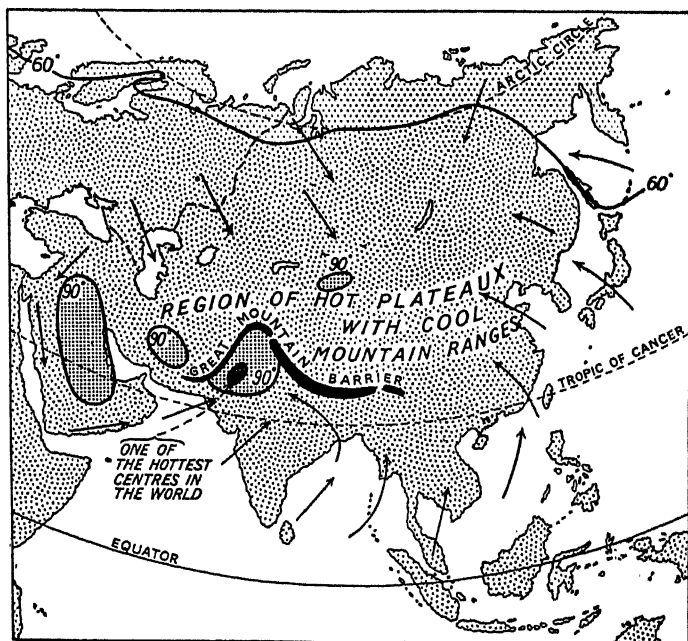 60°
ARCTIC CIRCLE
60°
90
90
REGION OF HOT PLATEAUX
WITH COOL
MOUNTAIN RANGES
90
GREAT MOUNTAIN BARRIER
90
TROPIC OF CANCER
ONE OF
THE HOTTEST
CENTRES IN
THE WORLD
EQUATOR